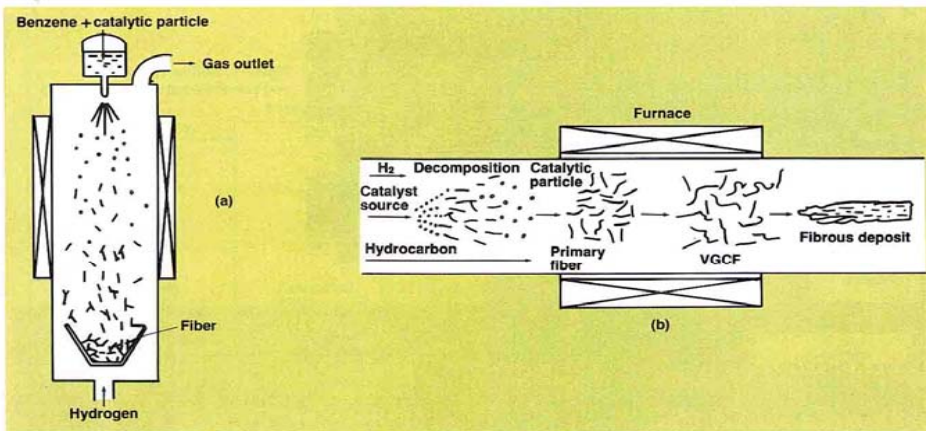 Benzene + catalytic particle
Gas outlet
(a)
Fiber
Hydrogen
Furnace
H2
Decomposition
Catalytic
particle
Catalyst
source
Hydrocarbon
Primary
fiber
VGCF
Fibrous deposit
(b)